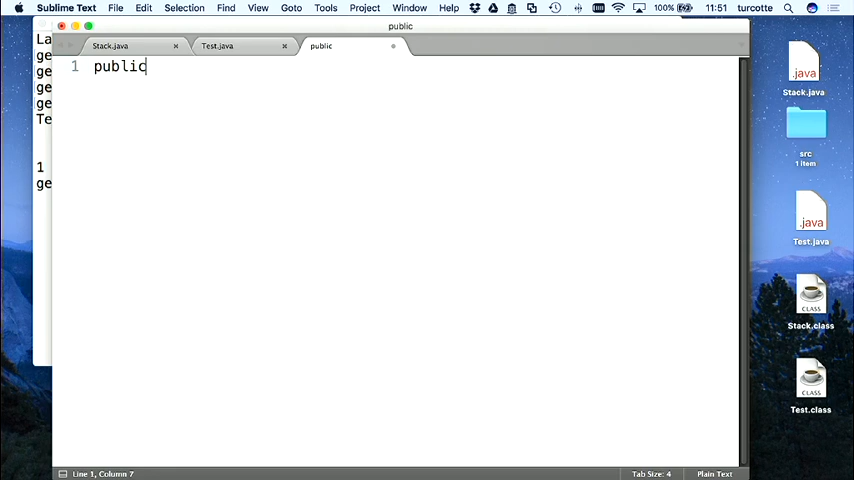 Sublime Text File Edit Selection Find View Goto Tools Project Window Help 100% 11:51 turcotte
public
Stack.java Test.java public
La
ge
ge
ge
ge
Te
1
ge
1 public
.java
Stack.java
src
1 item
.java
Test.java
CLASS
Stack.class
CLASS
Test.class
Line 1, Column 7 Tab Size: 4 Plain Text